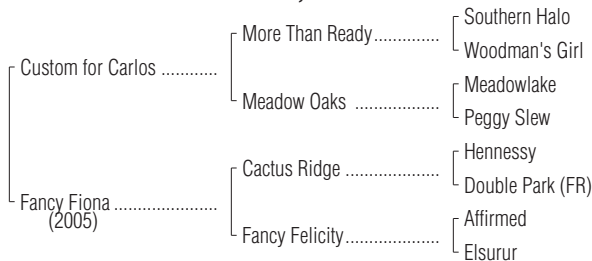 Southern Halo
More Than Ready..............
Woodman's Girl
Custom for Carlos ............
Meadowlake
Meadow Oaks ..................
Peggy Slew
Hennessy
Cactus Ridge ....................
Double Park (FR)
Fancy Fiona ......................
(2005)
Affirmed
Fancy Felicity....................
Elsurur